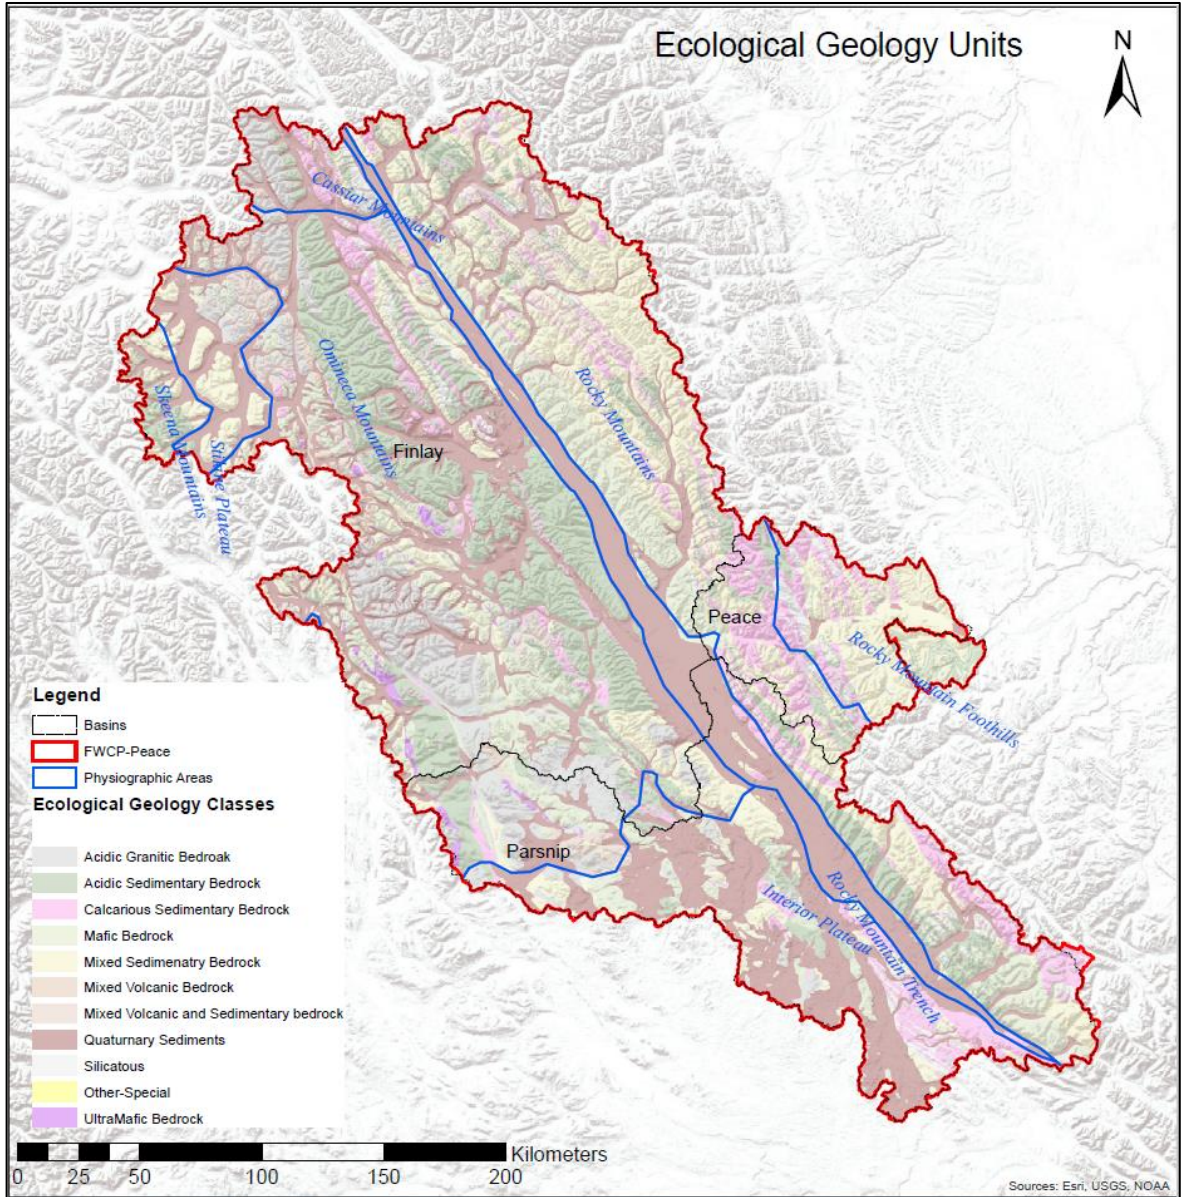 Ecological Geology Units
N
Cassiar Mountains
Omineca Mountains
Rocky Mountains
Skeena Mountains
Stikine Plateau
Finlay
Peace
Rocky Mountain Foothills
Parsnip
Interior Plateau
Rocky Mountain Trench
Legend
Basins
FWCP-Peace
Physiographic Areas
Ecological Geology Classes
Acidic Granitic Bedroak
Acidic Sedimentary Bedrock
Calcarious Sedimentary Bedrock
Mafic Bedrock
Mixed Sedimenatry Bedrock
Mixed Volcanic Bedrock
Mixed Volcanic and Sedimentary bedrock
Quaturnary Sediments
Silicatous
Other-Special
UltraMafic Bedrock
Kilometers
0 25 50 100 150 200
Sources: Esri, USGS, NOAA